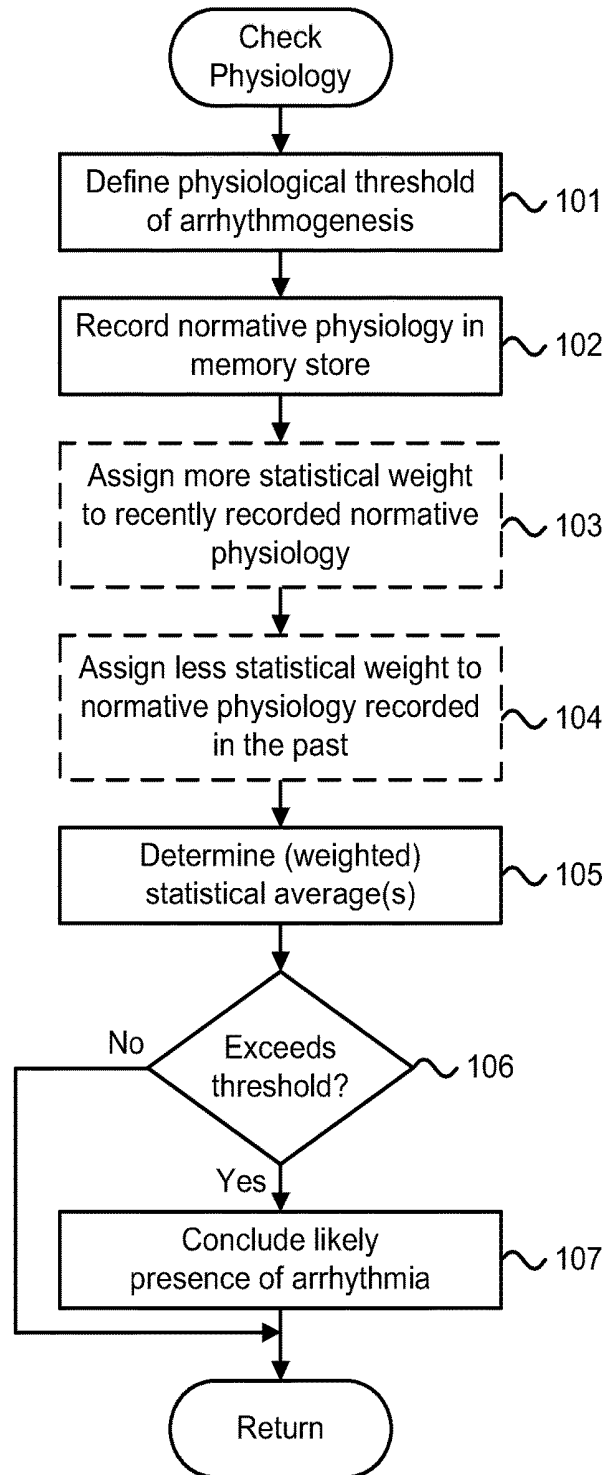 Check
Physiology
Define physiological threshold
of arrhythmogenesis
101
Record normative physiology in
memory store
102
Assign more statistical weight
to recently recorded normative
physiology
103
Assign less statistical weight to
normative physiology recorded
in the past
104
Determine (weighted)
statistical average(s)
105
No
Exceeds
threshold?
106
Yes
Conclude likely
presence of arrhythmia
107
Return